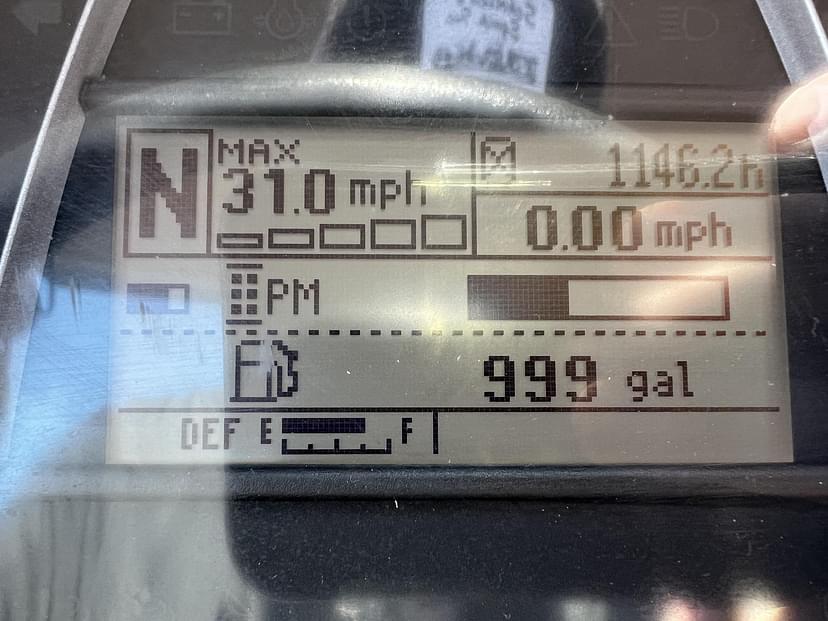 N
MAX
31.0 mph
1146.2h
0.00 mph
PM
999 gal
DEF E F